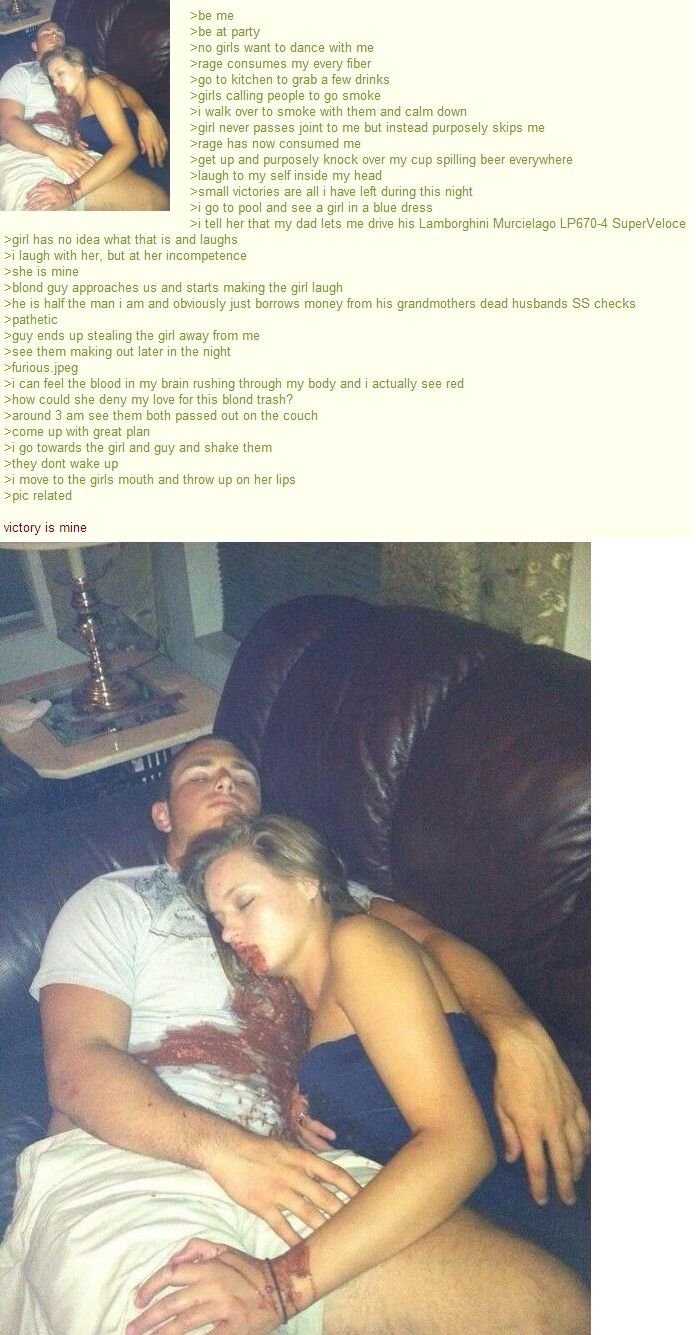 >be me
>be at party
>no girls want to dance with me
>rage consumes my every fiber
>go to kitchen to grab a few drinks
>girls calling people to go smoke
>i walk over to smoke with them and calm down
>girl never passes joint to me but instead purposely skips me
>rage has now consumed me
>get up and purposely knock over my cup spilling beer everywhere
>laugh to my self inside my head
>small victories are all i have left during this night
>i go to pool and see a girl in a blue dress
>i tell her that my dad lets me drive his Lamborghini Murcielago LP670-4 SuperVeloce
>girl has no idea what that is and laughs
>i laugh with her, but at her incompetence
>she is mine
>blond guy approaches us and starts making the girl laugh
>he is half the man i am and obviously just borrows money from his grandmothers dead husbands SS checks
>pathetic
>guy ends up stealing the girl away from me
>see them making out later in the night
>furious.jpeg
>i can feel the blood in my brain rushing through my body and i actually see red
>how could she deny my love for this blond trash?
>around 3 am see them both passed out on the couch
>come up with great plan
>i go towards the girl and guy and shake them
>they dont wake up
>i move to the girls mouth and throw up on her lips
>pic related
victory is mine